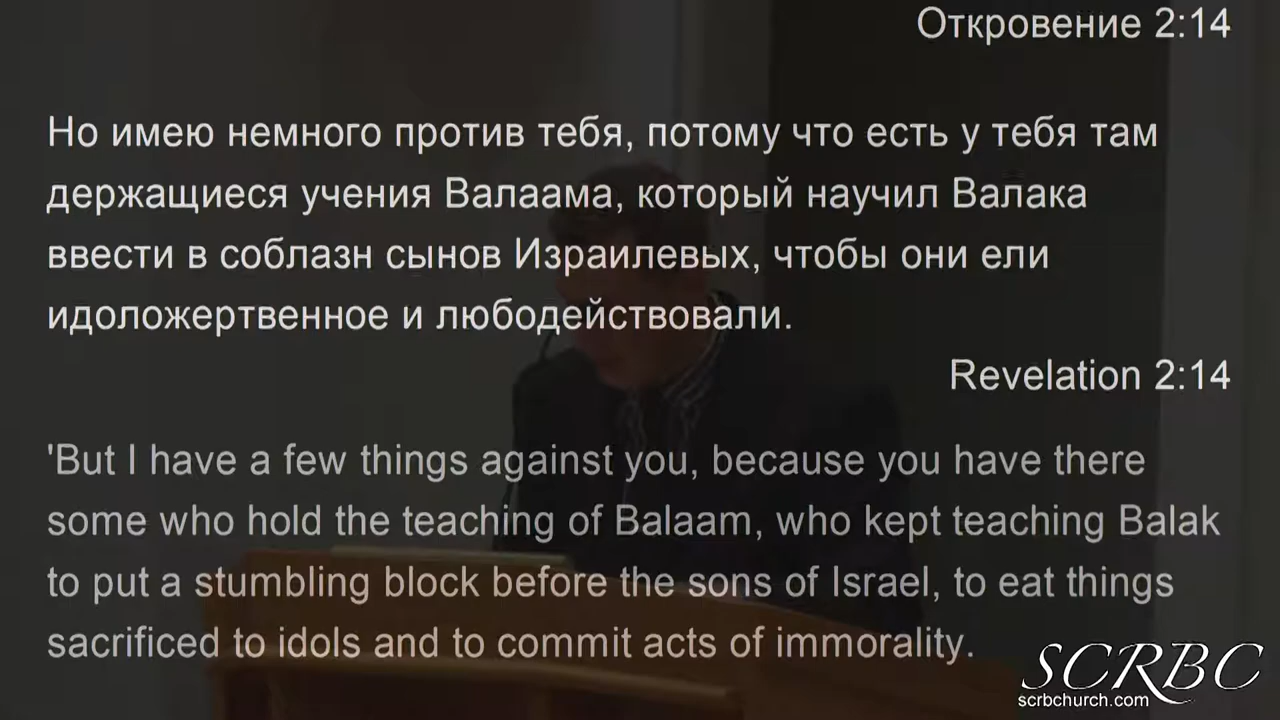 Откровение 2:14
Но имею немного против тебя, потому что есть у тебя там
держащиеся учения Валаама, который научил Валака
ввести в соблазн сынов Израилевых, чтобы они ели
идоложертвенное и любодействовали.
Revelation 2:14
'But I have a few things against you, because you have there
some who hold the teaching of Balaam, who kept teaching Balak
to put a stumbling block before the sons of Israel, to eat things
sacrificed to idols and to commit acts of immorality.
SCRBC
scrbchurch.com